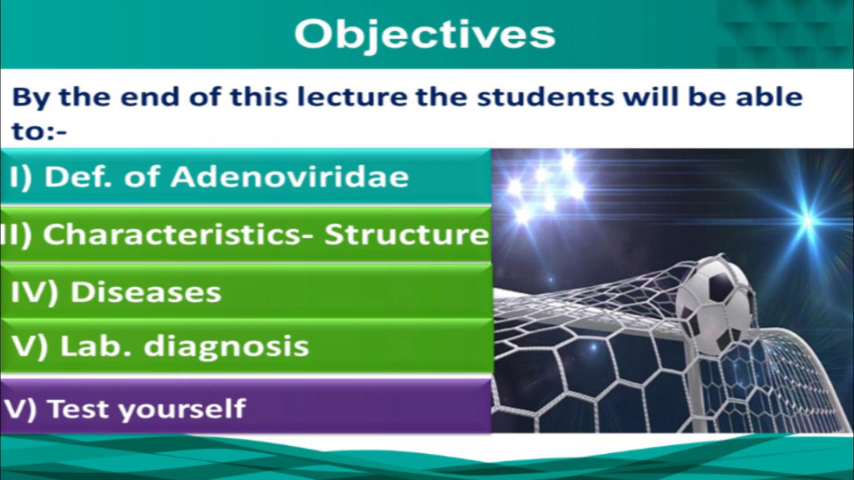 Objectives
By the end of this lecture the students will be able
to:-
I) Def. of Adenoviridae
II) Characteristics- Structure
IV) Diseases
V) Lab. diagnosis
V) Test yourself